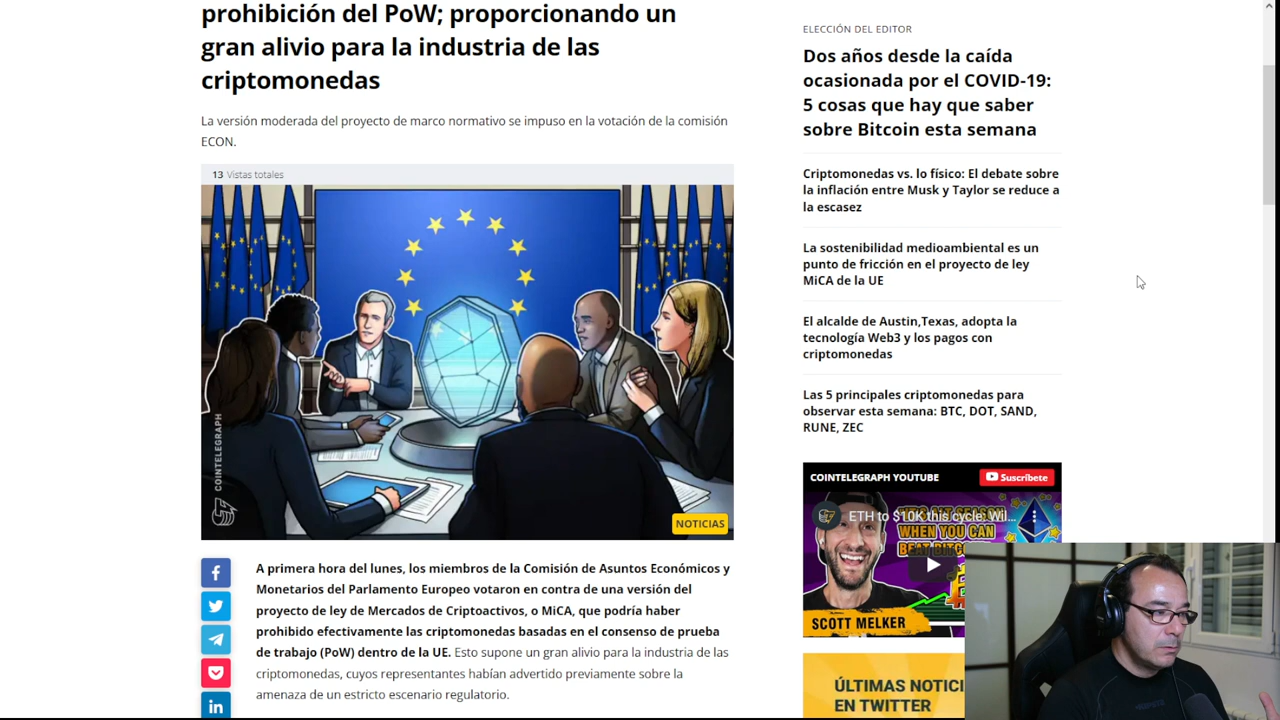 prohibición del PoW; proporcionando un
gran alivio para la industria de las
criptomonedas
La versión moderada del proyecto de marco normativo se impuso en la votación de la comisión
ECON.
13 Vistas totales
COINTELEGRAPH
NOTICIAS
A primera hora del lunes, los miembros de la Comisión de Asuntos Económicos y
Monetarios del Parlamento Europeo votaron en contra de una versión del
proyecto de ley de Mercados de Criptoactivos, o MiCA, que podría haber
prohibido efectivamente las criptomonedas basadas en el consenso de prueba
de trabajo (PoW) dentro de la UE. Esto supone un gran alivio para la industria de las
criptomonedas, cuyos representantes habían advertido previamente sobre la
amenaza de un estricto escenario regulatorio.
ELECCIÓN DEL EDITOR
Dos años desde la caída
ocasionada por el COVID-19:
5 cosas que hay que saber
sobre Bitcoin esta semana
Criptomonedas vs. lo físico: El debate sobre
la inflación entre Musk y Taylor se reduce a
la escasez
La sostenibilidad medioambiental es un
punto de fricción en el proyecto de ley
MiCA de la UE
El alcalde de Austin,Texas, adopta la
tecnología Web3 y los pagos con
criptomonedas
Las 5 principales criptomonedas para
observar esta semana: BTC, DOT, SAND,
RUNE, ZEC
COINTELEGRAPH YOUTUBE
Suscríbete
ETH to $10K this cycle: Wil...
WHEN YOU CAN
SCOTT MELKER
ÚLTIMAS NOTICI
EN TWITTER